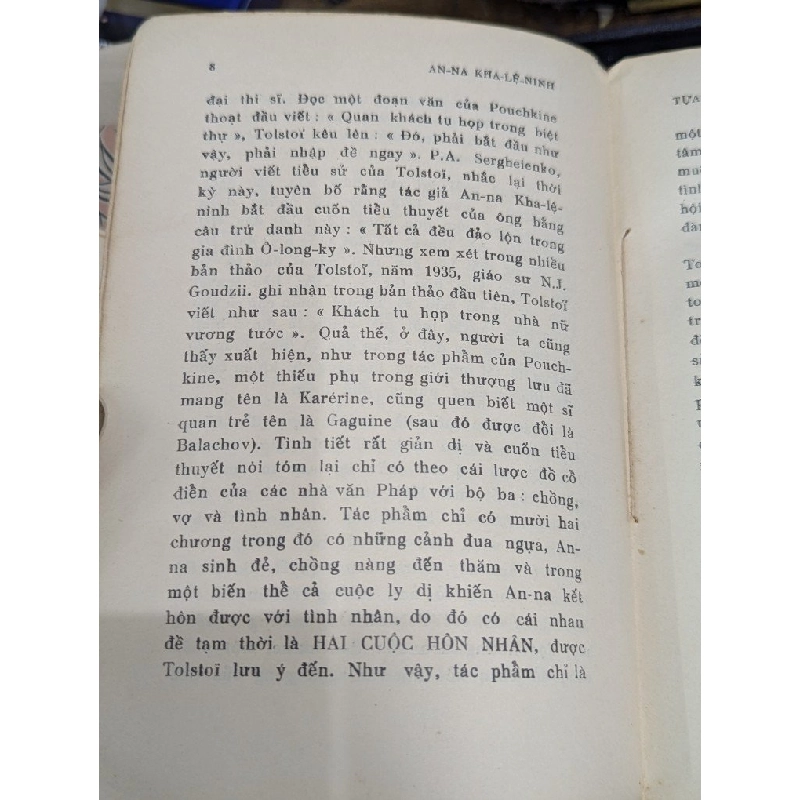 8
AN-NA KHA-LỆ-NINH
đại thi sĩ. Đọc một đoạn văn của Pouchkine
thoạt đầu viết : « Quan khách tu họp trong biệt
thự », Tolstoï kêu lên : « Đó, phải bắt đầu như
vậy, phải nhập đề ngay ». P.A. Sergheienko,
người viết tiểu sử của Tolstoï, nhắc lại thời
kỳ này, tuyên bố rằng tác giả An-na Kha-lệ-
ninh bắt đầu cuốn tiểu thuyết của ông bằng
câu trứ danh này : « Tất cả đều đảo lộn trong
gia đình Ô-long-ky ». Nhưng xem xét trong nhiều
bản thảo của Tolstoï, năm 1935, giáo sư N.J.
Goudzii. ghi nhận trong bản thảo đầu tiên, Tolstoï
viết như sau : « Khách tu họp trong nhà nữ
vương tước ». Quả thế, ở đây, người ta cũng
thấy xuất hiện, như trong tác phẩm của Pouch-
kine, một thiếu phụ trong giới thượng lưu đã
mang tên là Karérine, cũng quen biết một sĩ
quan trẻ tên là Gaguine (sau đó được đổi là
Balachov). Tình tiết rất giản dị và cuốn tiểu
thuyết nói tóm lại chỉ có theo cái lược đồ cổ
điển của các nhà văn Pháp với bộ ba : chồng,
vợ và tình nhân. Tác phẩm chỉ có mười hai
chương trong đó có những cảnh đua ngựa, An-
na sinh đẻ, chồng nàng đến thăm và trong
một biến thể cả cuộc ly dị khiến An-na kết
hôn được với tình nhân, do đó có cái nhan
đề tạm thời là HAI CUỘC HÔN NHÂN, được
Tolstoï lưu ý đến. Như vậy, tác phẩm chỉ là
TỰA
một